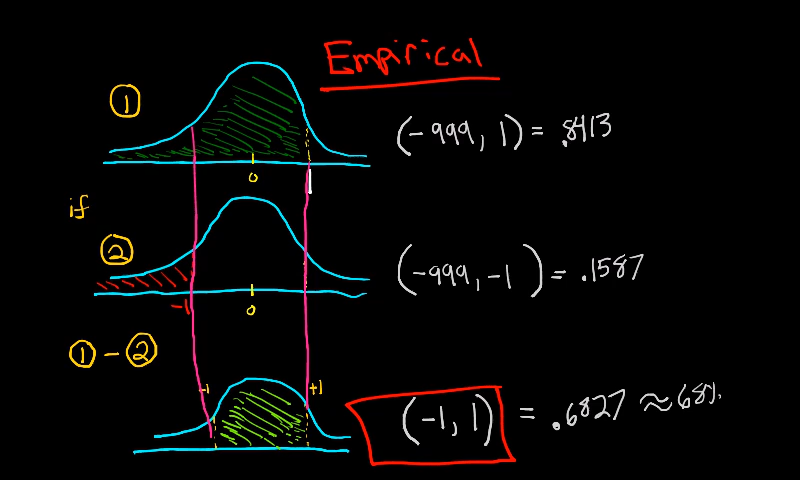 Empirical
①
(-999, 1) = .8413
0
1
if
②
(-999, -1) = .1587
-1
0
① - ②
-1
+1
(-1, 1) = .6827 ≈ 68%